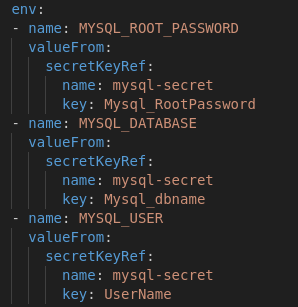 env:
- name: MYSQL_ROOT_PASSWORD
  valueFrom:
    secretKeyRef:
      name: mysql-secret
      key: Mysql_RootPassword
- name: MYSQL_DATABASE
  valueFrom:
    secretKeyRef:
      name: mysql-secret
      key: Mysql_dbname
- name: MYSQL_USER
  valueFrom:
    secretKeyRef:
      name: mysql-secret
      key: UserName